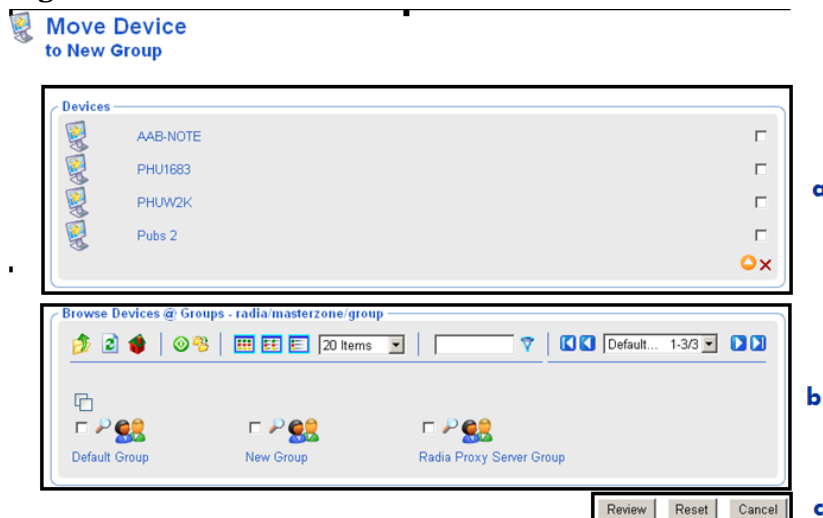 Move Device
to New Group
Devices
AAB-NOTE
PHU1683
PHUW2K
Pubs 2
a
Browse Devices @ Groups - radia/masterzone/group
20 Items
Default... 1-3/3
b
Default Group New Group Radia Proxy Server Group
Review Reset Cancel